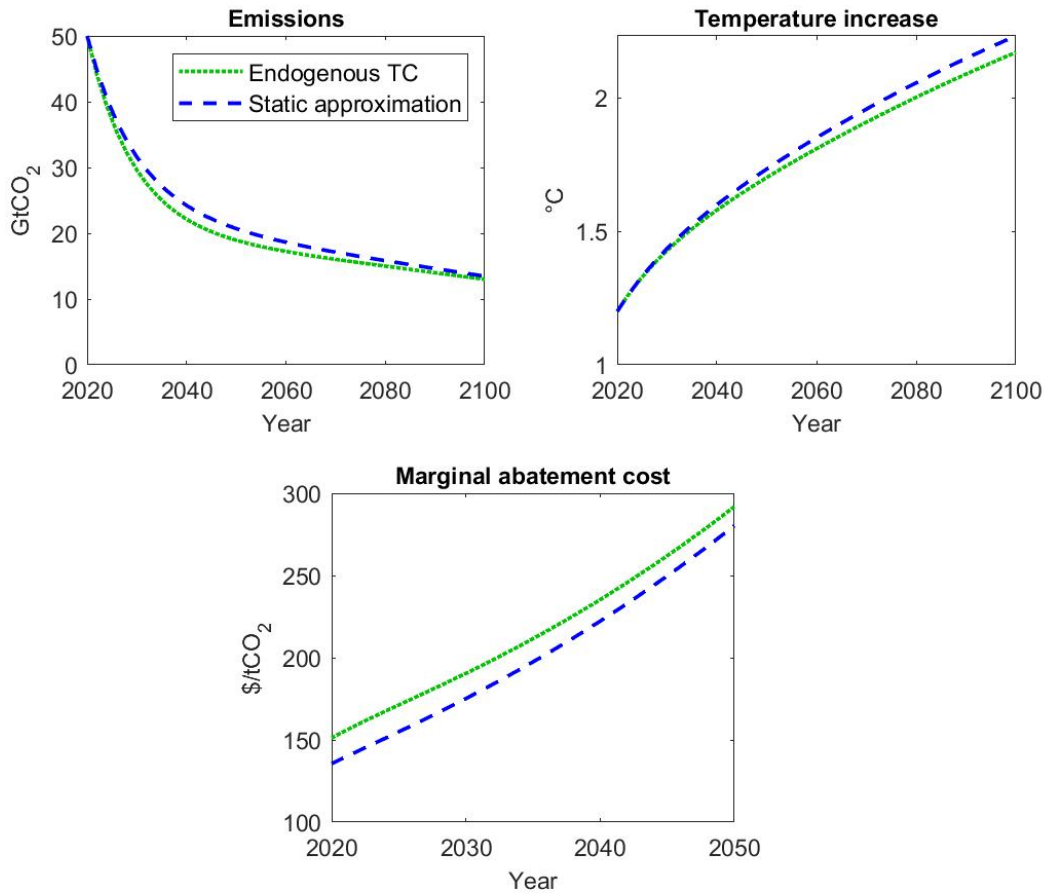 Emissions
50
40
30
20
10
0
GtCO₂
2020 2040 2060 2080 2100
Year
Endogenous TC
Static approximation
Temperature increase
2
1.5
1
°C
2020 2040 2060 2080 2100
Year
Marginal abatement cost
300
250
200
150
100
$/tCO₂
2020 2030 2040 2050
Year